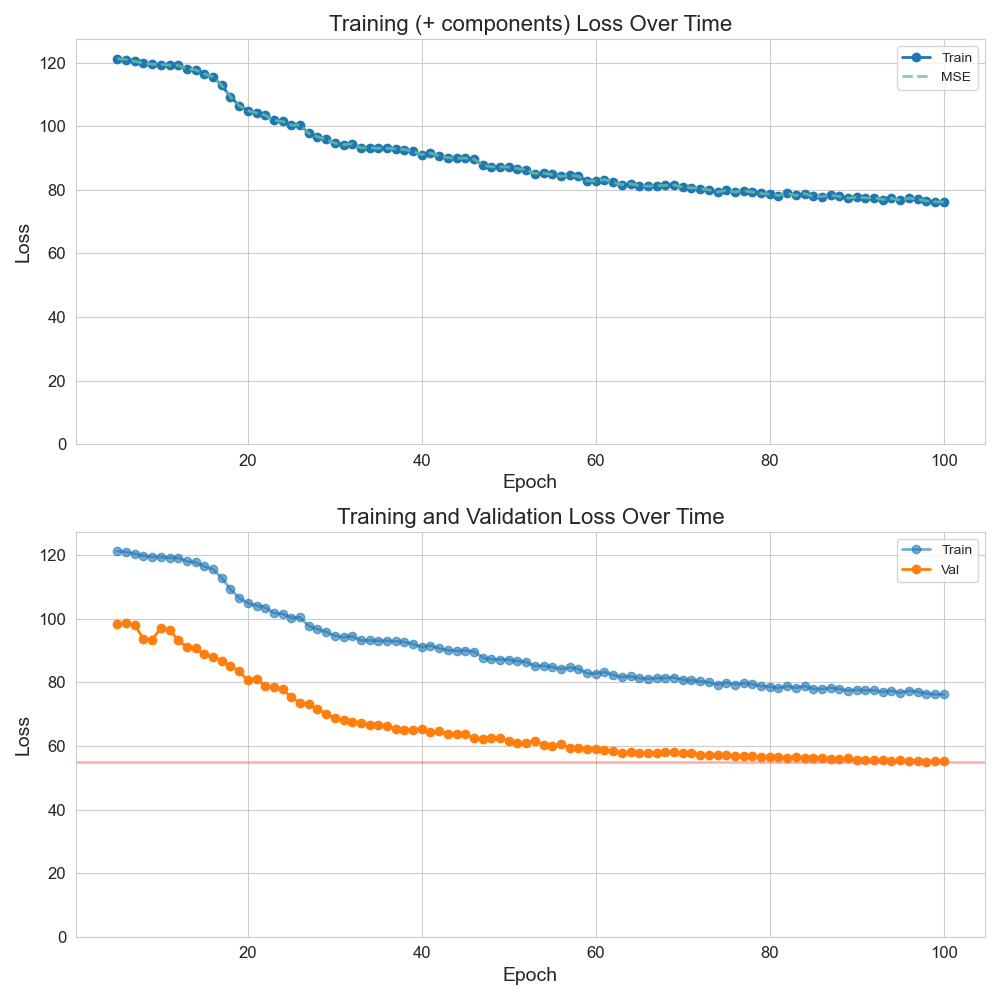 Training (+ components) Loss Over Time
Train
MSE
120
100
80
60
40
20
0
Loss
20 40 60 80 100
Epoch
Training and Validation Loss Over Time
Train
Val
120
100
80
60
40
20
0
Loss
20 40 60 80 100
Epoch